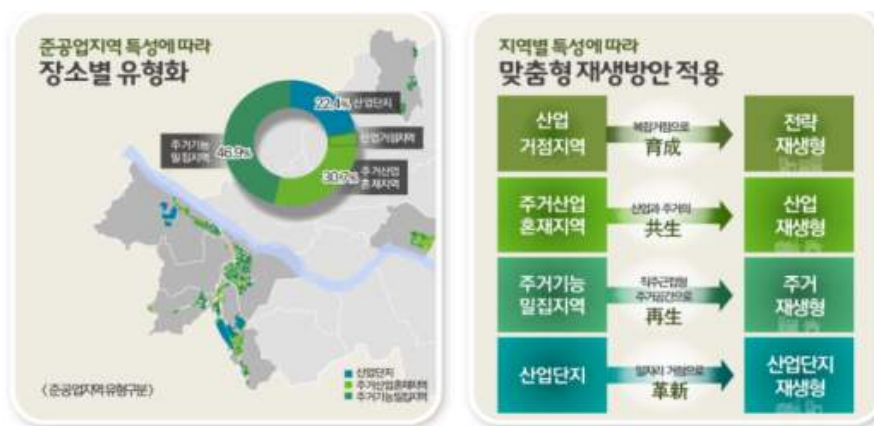 준공업지역 특성에 따라
장소별 유형화
22.4% 산업단지
산업거점지역
주거기능
밀집지역
46.9%
30.7%
주거산업
혼재지역
산업단지
주거산업혼재지역
주거기능밀집지역
〈준공업지역 유형구분〉
지역별 특성에 따라
맞춤형 재생방안 적용
산업
거점지역
복합거점으로
育成
전략
재생형
주거산업
혼재지역
산업과 주거의
共生
산업
재생형
주거기능
밀집지역
직주근접형
주거공간으로
再生
주거
재생형
산업단지
일자리 거점으로
革新
산업단지
재생형